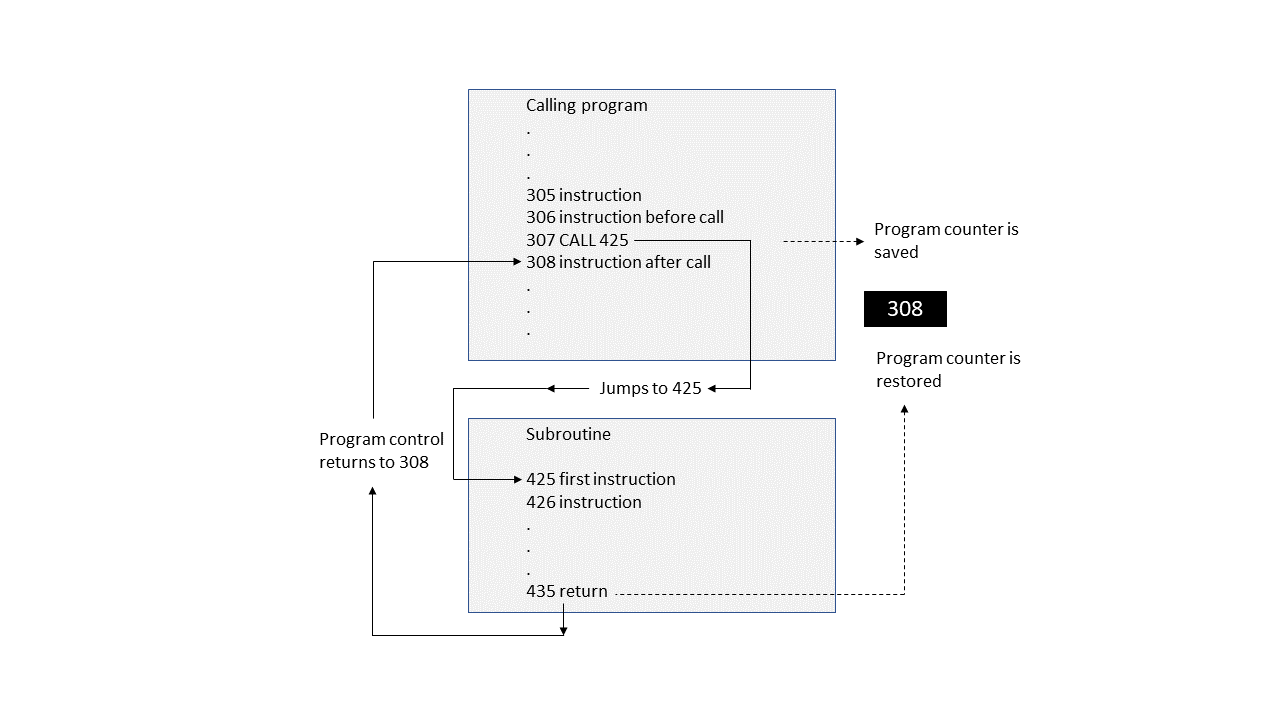 Calling program
.
.
.
305 instruction
306 instruction before call
307 CALL 425
308 instruction after call
.
.
.
Program counter is
saved
308
Program counter is
restored
Jumps to 425
Program control
returns to 308
Subroutine
425 first instruction
426 instruction
.
.
.
435 return